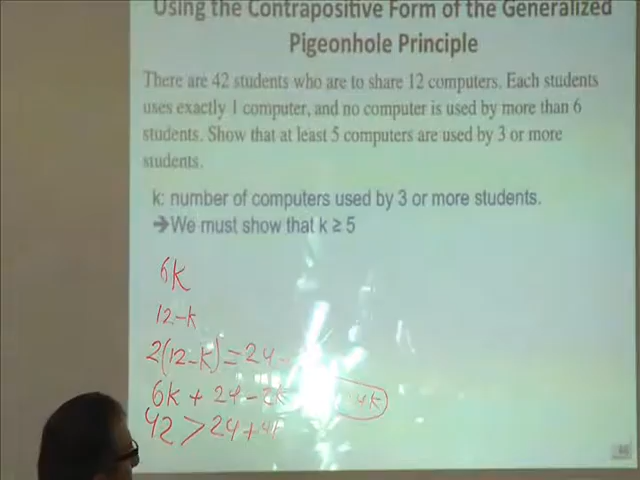 Using the Contrapositive Form of the Generalized
Pigeonhole Principle
There are 42 students who are to share 12 computers. Each students
uses exactly 1 computer, and no computer is used by more than 6
students. Show that at least 5 computers are used by 3 or more
students.
k: number of computers used by 3 or more students.
➔We must show that k ≥ 5
6k
12-k
2(12-k)=24-
6k + 24-2k 4k
42 > 24+4k